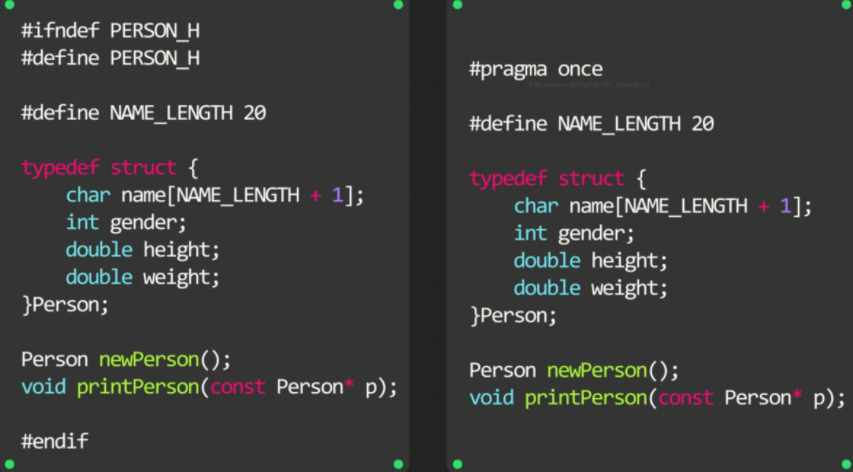 #ifndef PERSON_H
#define PERSON_H
#define NAME_LENGTH 20
typedef struct {
    char name[NAME_LENGTH + 1];
    int gender;
    double height;
    double weight;
}Person;
Person newPerson();
void printPerson(const Person* p);
#endif
#pragma once
#define NAME_LENGTH 20
typedef struct {
    char name[NAME_LENGTH + 1];
    int gender;
    double height;
    double weight;
}Person;
Person newPerson();
void printPerson(const Person* p);